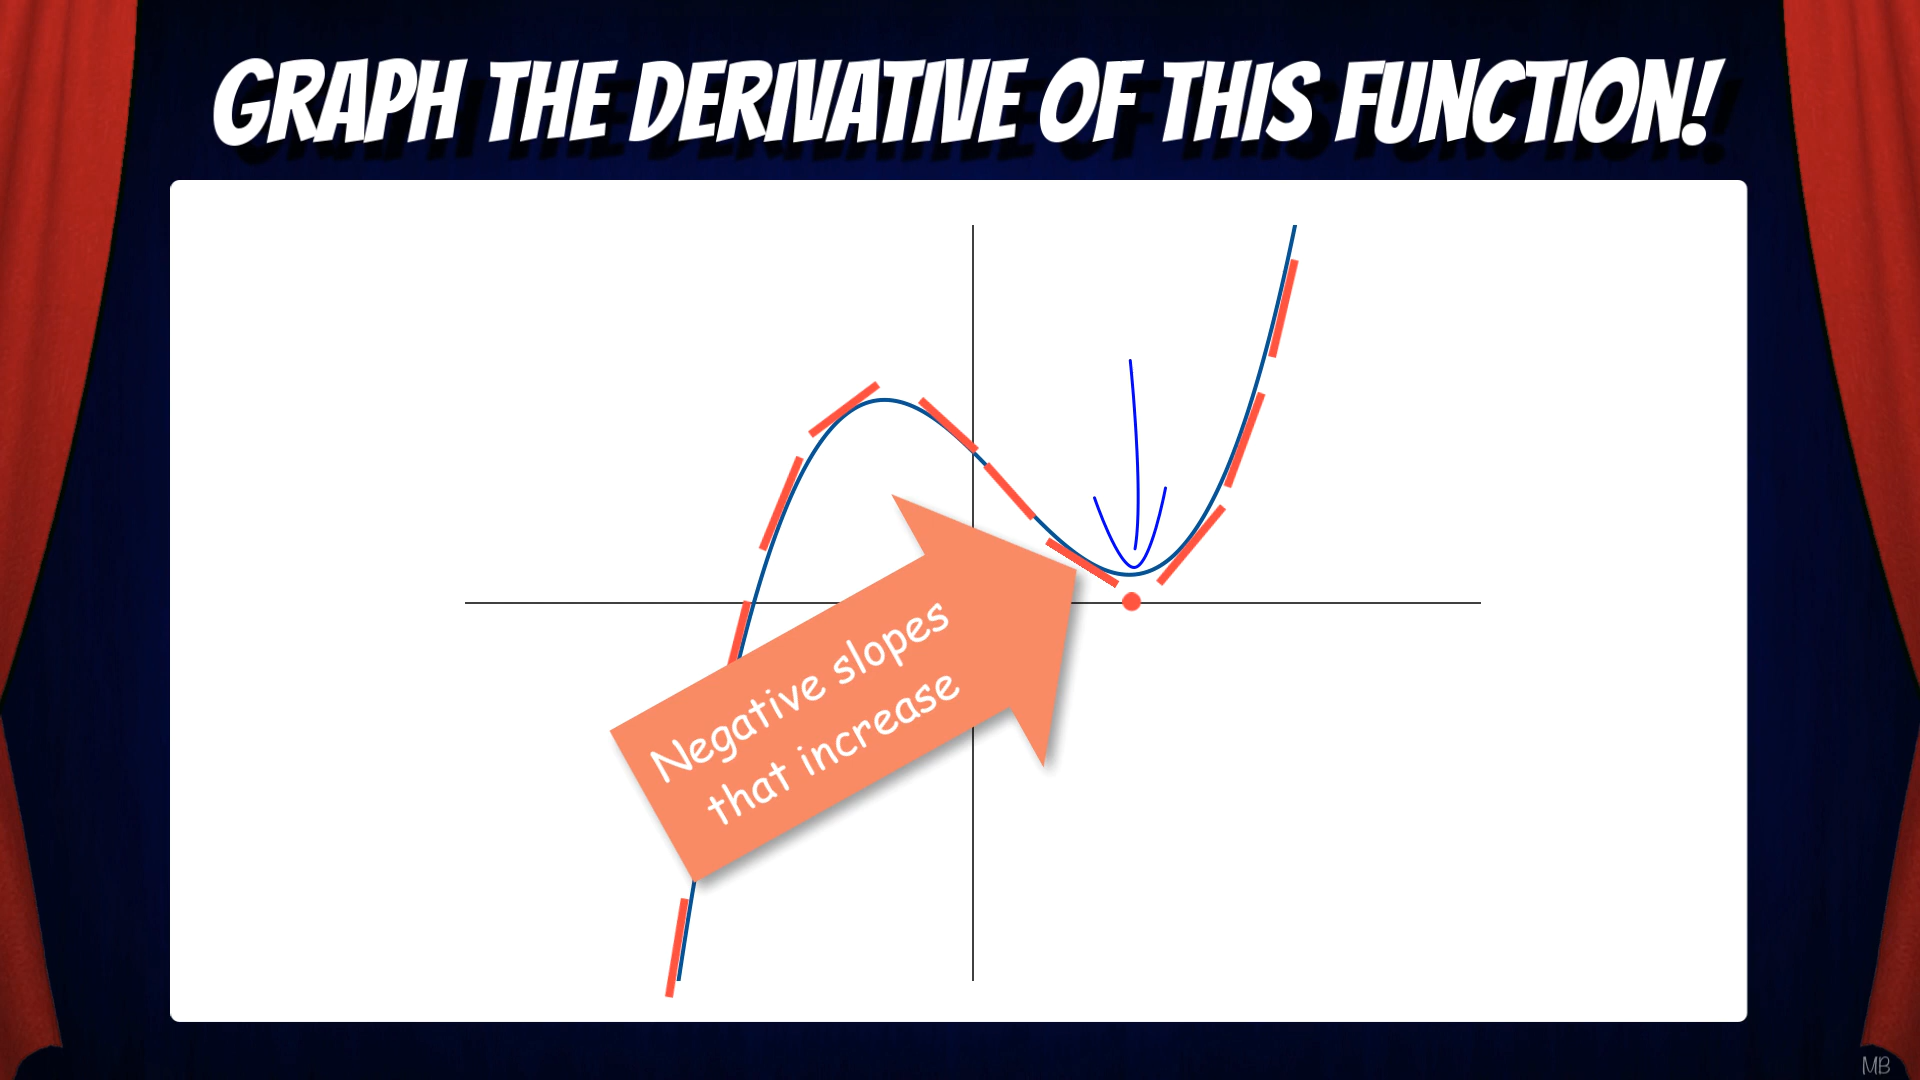 GRAPH THE DERIVATIVE OF THIS FUNCTION!
Negative slopes
that increase
MB